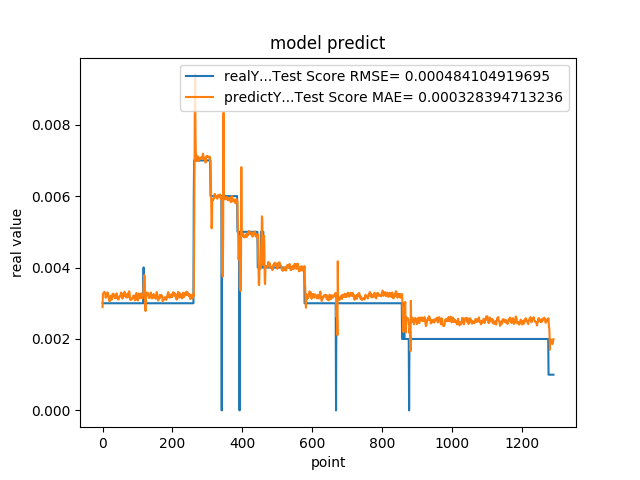 model predict
realY...Test Score RMSE= 0.000484104919695
predictY...Test Score MAE= 0.000328394713236
real value
0.008
0.006
0.004
0.002
0.000
0 200 400 600 800 1000 1200
point